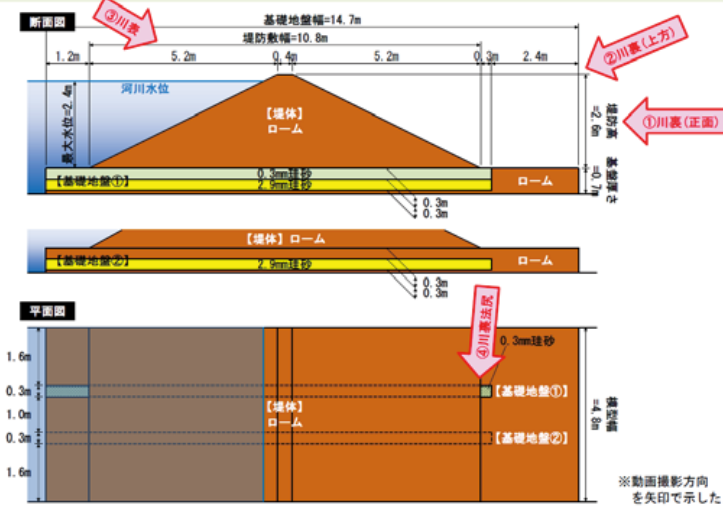 断面図
③川表
基礎地盤幅=14.7m
堤防敷幅=10.8m
1.2m
5.2m
0.4m
5.2m
0.3m
2.4m
②川裏(上方)
河川水位
最大水位=2.4m
【堤体】
ローム
堤防高
=2.6m
①川裏(正面)
【基礎地盤①】
0.3mm珪砂
2.9mm珪砂
ローム
基盤厚さ
=0.7m
0.3m
0.3m
【堤体】ローム
【基礎地盤②】
2.9mm珪砂
ローム
0.3m
0.3m
平面図
④川裏法尻
0.3mm珪砂
1.6m
0.3m
1.0m
0.3m
1.6m
【堤体】
ローム
【基礎地盤①】
【基礎地盤②】
模型幅
=4.8m
※動画撮影方向
を矢印で示した